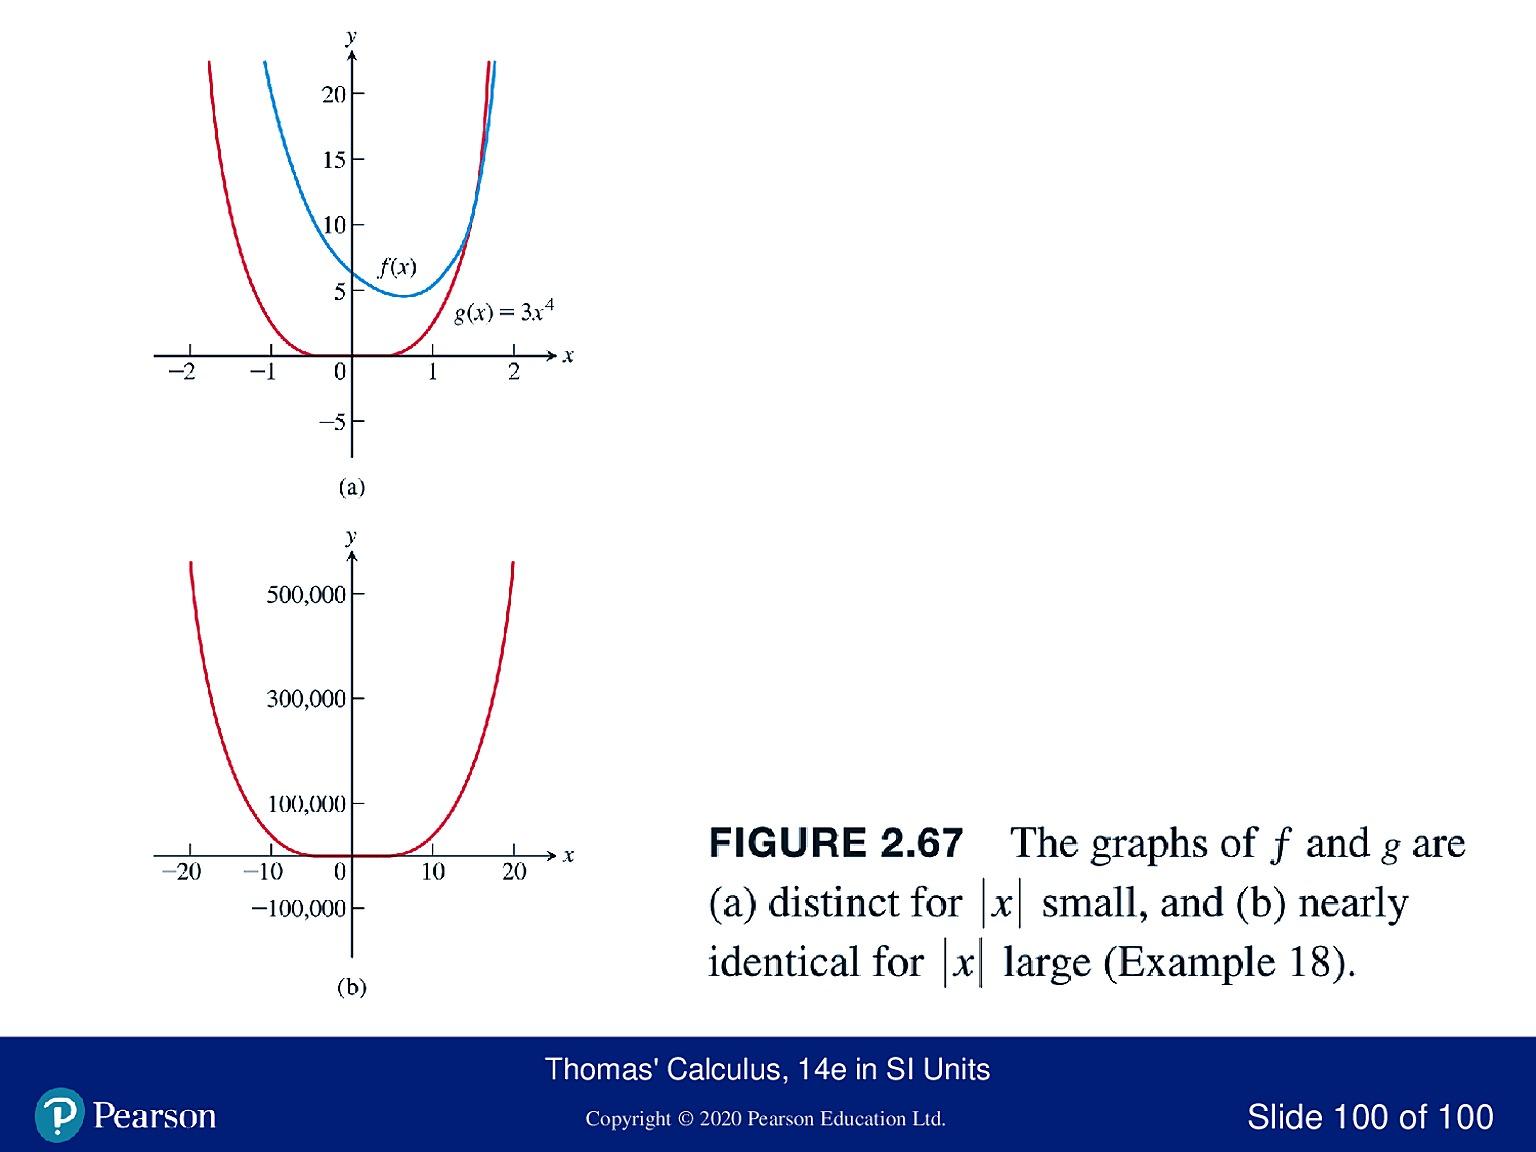 y
20
15
10
f(x)
5
g(x) = 3x⁴
x
−2 −1 0 1 2
−5
(a)
y
500,000
300,000
100,000
x
−20 −10 0 10 20
−100,000
(b)
FIGURE 2.67 The graphs of f and g are
(a) distinct for |x| small, and (b) nearly
identical for |x| large (Example 18).
Thomas' Calculus, 14e in SI Units
Pearson
Copyright © 2020 Pearson Education Ltd.
Slide 100 of 100